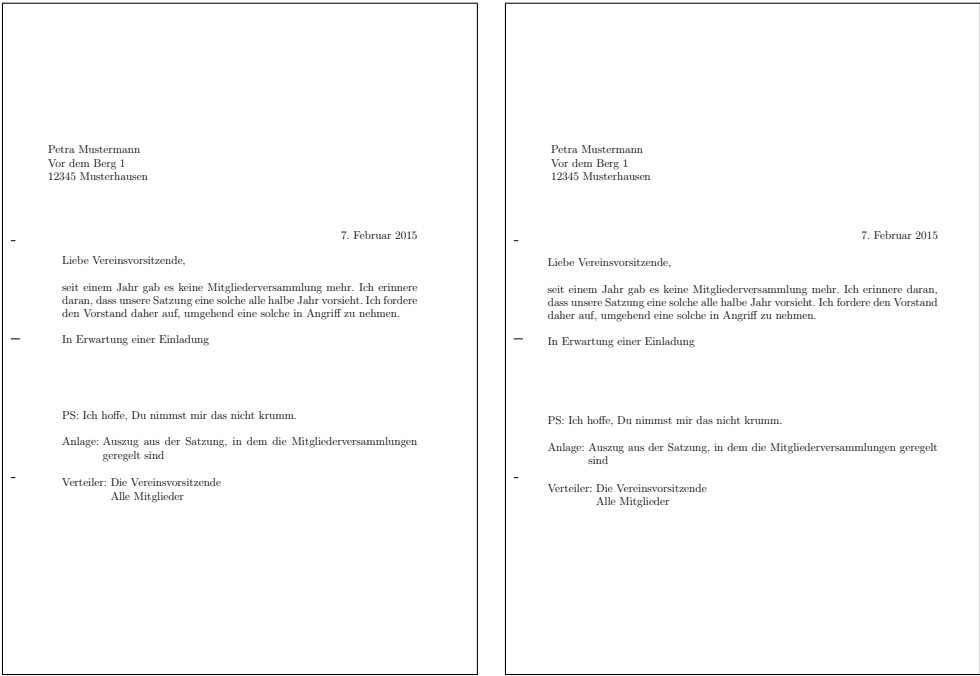 Petra Mustermann
Vor dem Berg 1
12345 Musterhausen
7. Februar 2015
Liebe Vereinsvorsitzende,
seit einem Jahr gab es keine Mitgliederversammlung mehr. Ich erinnere
daran, dass unsere Satzung eine solche alle halbe Jahr vorsieht. Ich fordere
den Vorstand daher auf, umgehend eine solche in Angriff zu nehmen.
In Erwartung einer Einladung
PS: Ich hoffe, Du nimmst mir das nicht krumm.
Anlage: Auszug aus der Satzung, in dem die Mitgliederversammlungen
geregelt sind
Verteiler: Die Vereinsvorsitzende
Alle Mitglieder
Petra Mustermann
Vor dem Berg 1
12345 Musterhausen
7. Februar 2015
Liebe Vereinsvorsitzende,
seit einem Jahr gab es keine Mitgliederversammlung mehr. Ich erinnere daran,
dass unsere Satzung eine solche alle halbe Jahr vorsieht. Ich fordere den Vorstand
daher auf, umgehend eine solche in Angriff zu nehmen.
In Erwartung einer Einladung
PS: Ich hoffe, Du nimmst mir das nicht krumm.
Anlage: Auszug aus der Satzung, in dem die Mitgliederversammlungen geregelt
sind
Verteiler: Die Vereinsvorsitzende
Alle Mitglieder